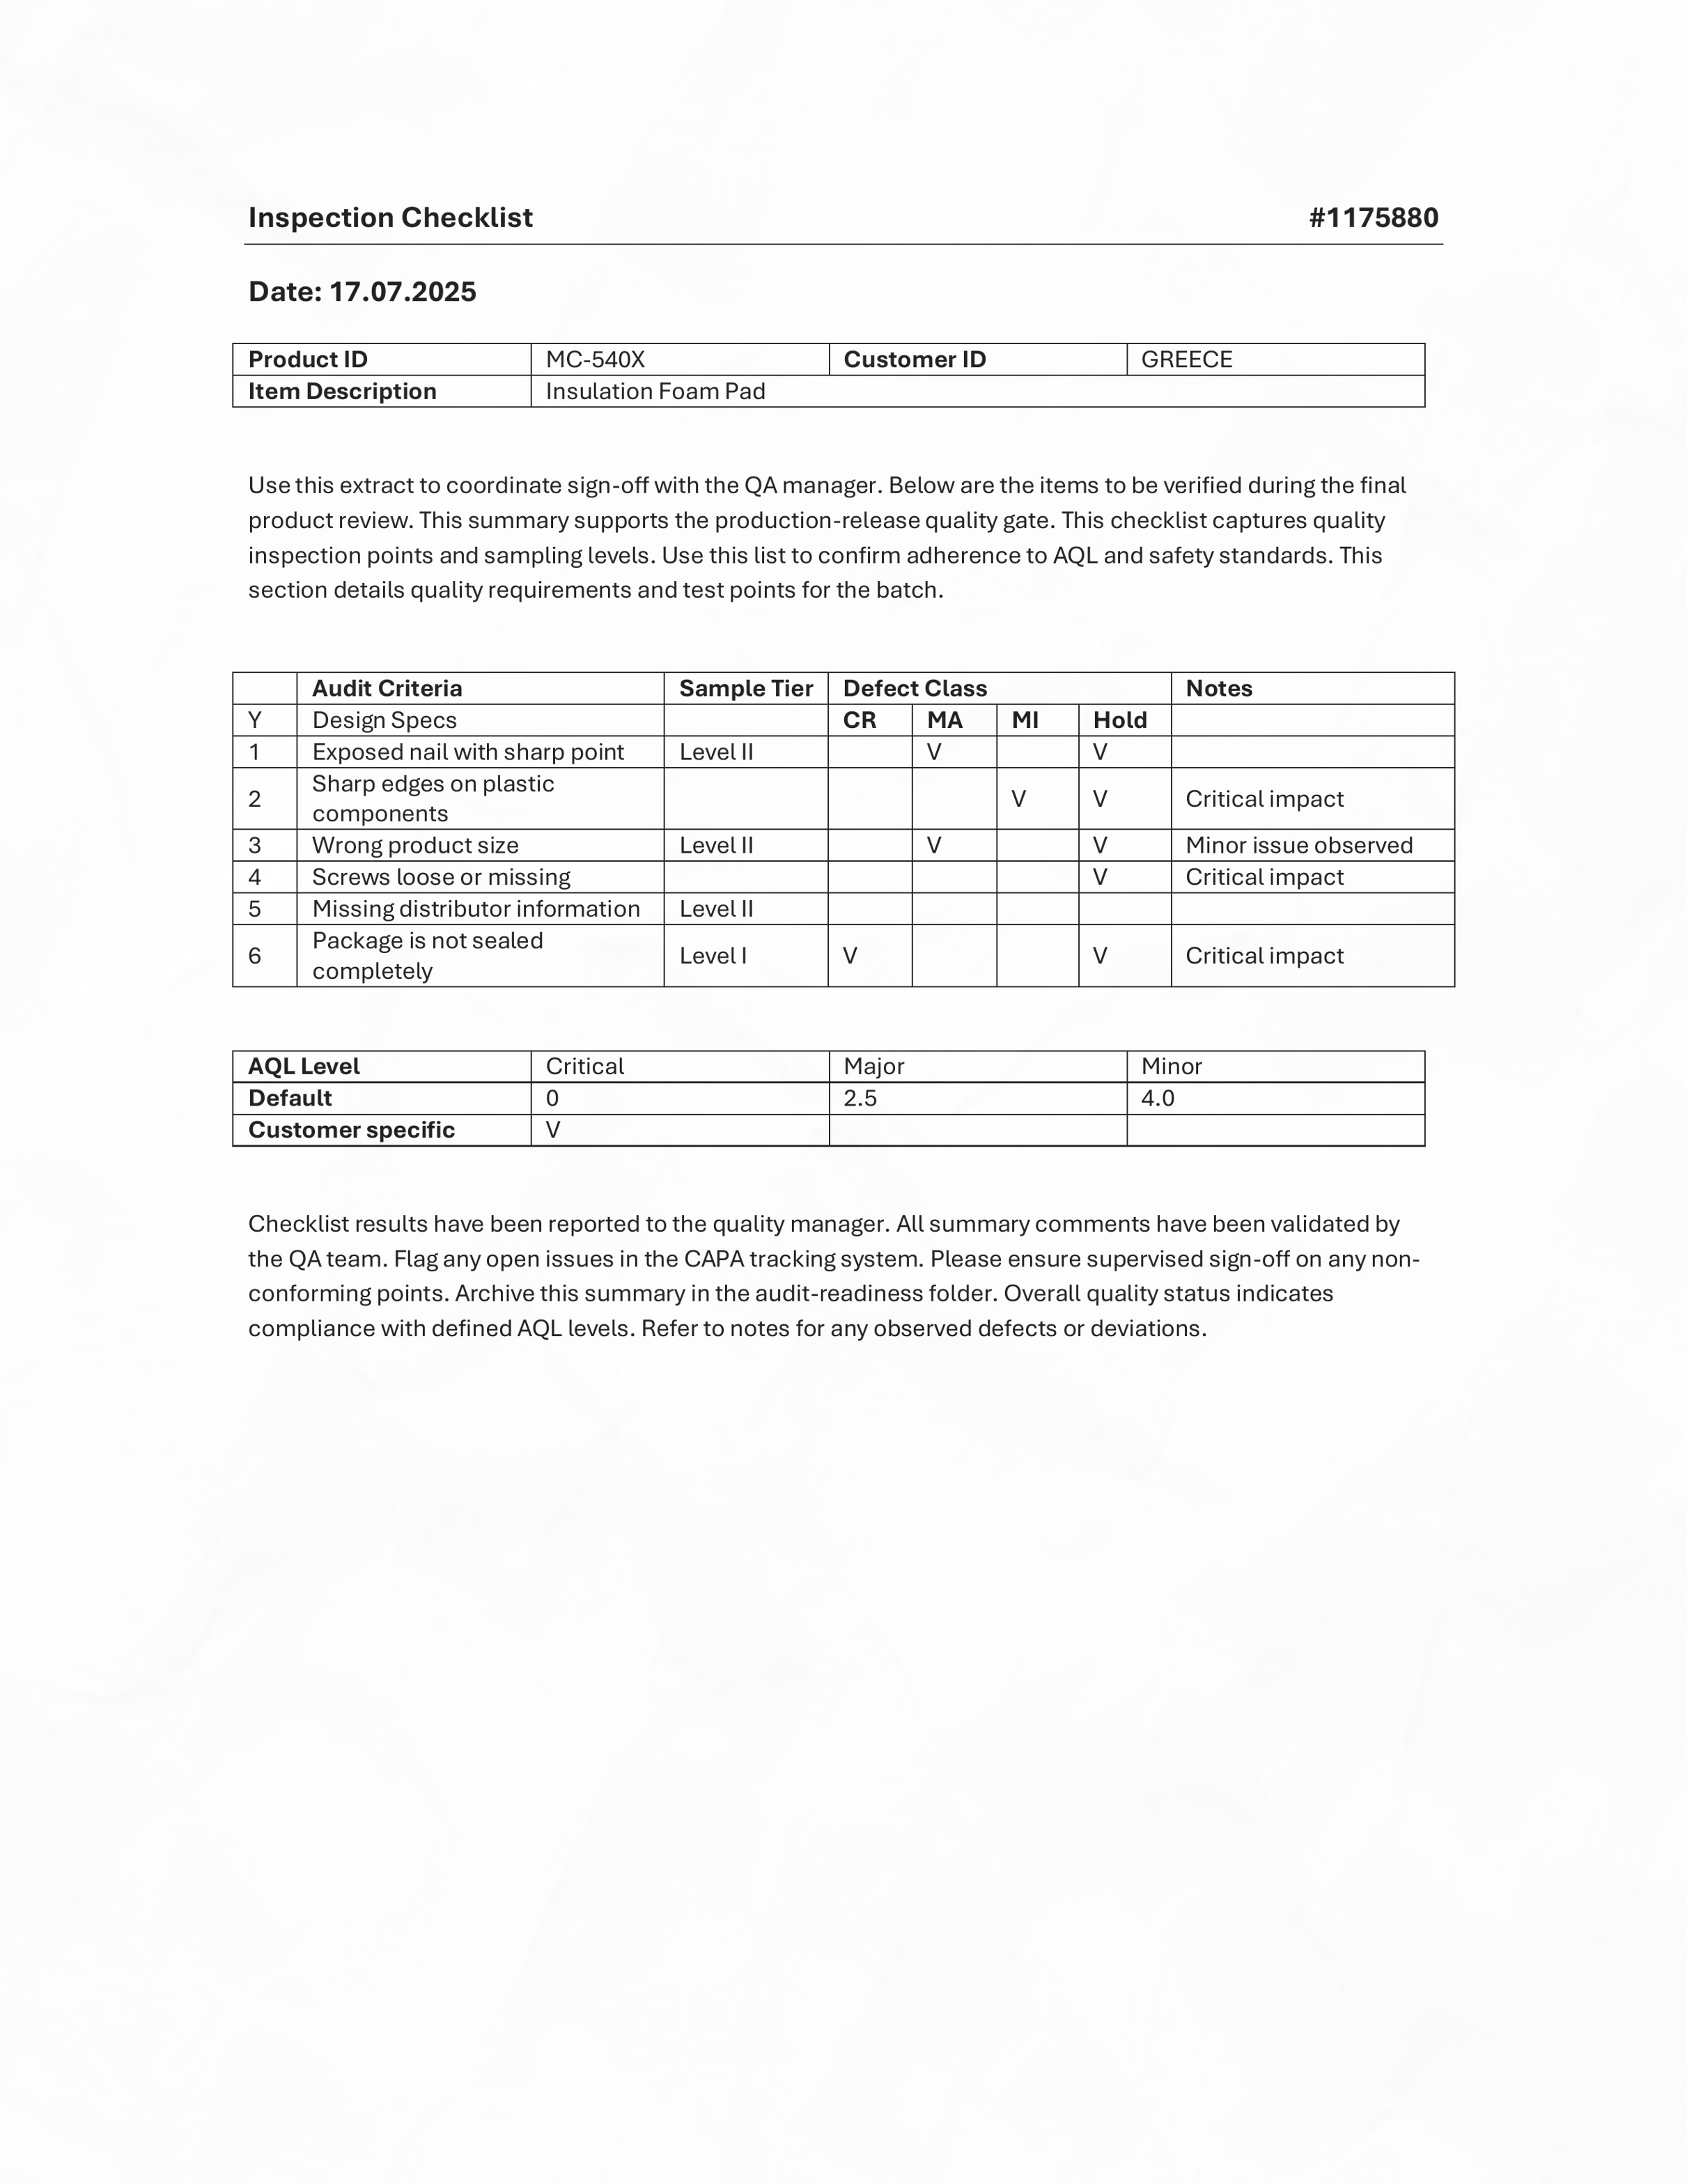 Inspection Checklist #1175880
Date: 17.07.2025
Product ID MC-540X Customer ID GREECE
Item Description Insulation Foam Pad
Use this extract to coordinate sign-off with the QA manager. Below are the items to be verified during the final
product review. This summary supports the production-release quality gate. This checklist captures quality
inspection points and sampling levels. Use this list to confirm adherence to AQL and safety standards. This
section details quality requirements and test points for the batch.
Audit Criteria Sample Tier Defect Class Notes
Y Design Specs CR MA MI Hold
1 Exposed nail with sharp point Level II V V
2 Sharp edges on plastic components V V Critical impact
3 Wrong product size Level II V V Minor issue observed
4 Screws loose or missing V Critical impact
5 Missing distributor information Level II
6 Package is not sealed completely Level I V V Critical impact
AQL Level Critical Major Minor
Default 0 2.5 4.0
Customer specific V
Checklist results have been reported to the quality manager. All summary comments have been validated by
the QA team. Flag any open issues in the CAPA tracking system. Please ensure supervised sign-off on any non-
conforming points. Archive this summary in the audit-readiness folder. Overall quality status indicates
compliance with defined AQL levels. Refer to notes for any observed defects or deviations.